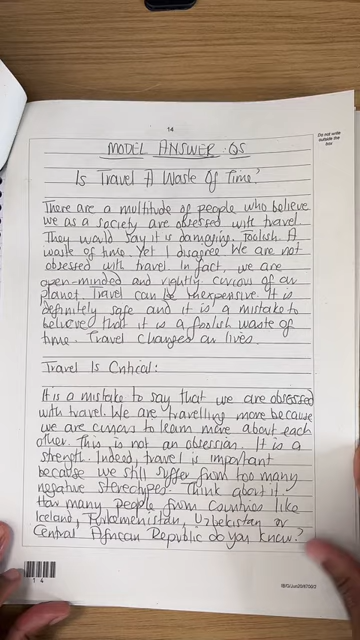 14
Do not write
outside the
box
MODEL ANSWER: Q5
Is Travel A Waste Of Time?
There are a multitude of people who believe
we as a society are obsessed with travel.
They would say it is damaging. Foolish. A
waste of time. Yet I disagree. We are not
obsessed with travel. In fact, we are
open-minded and rightly curious of our
planet. Travel can be inexpensive. It is
definitely safe and it is a mistake to
believe that it is a foolish waste of
time. Travel changes our lives.
Travel Is Critical:
It is a mistake to say that we are obsessed
with travel. We are travelling more because
we are curious to learn more about each
other. This is not an obsession. It is a
strength. Indeed, travel is important
because we still suffer from too many
negative stereotypes. Think about it.
How many people from countries like
Iceland, Turkmenistan, Uzbekistan or
Central African Republic do you know?
1 4